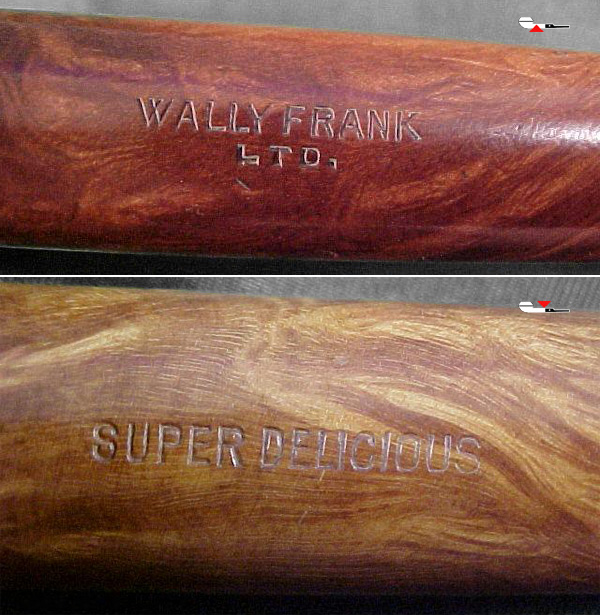 WALLY FRANK
LTD.
SUPER DELICIOUS